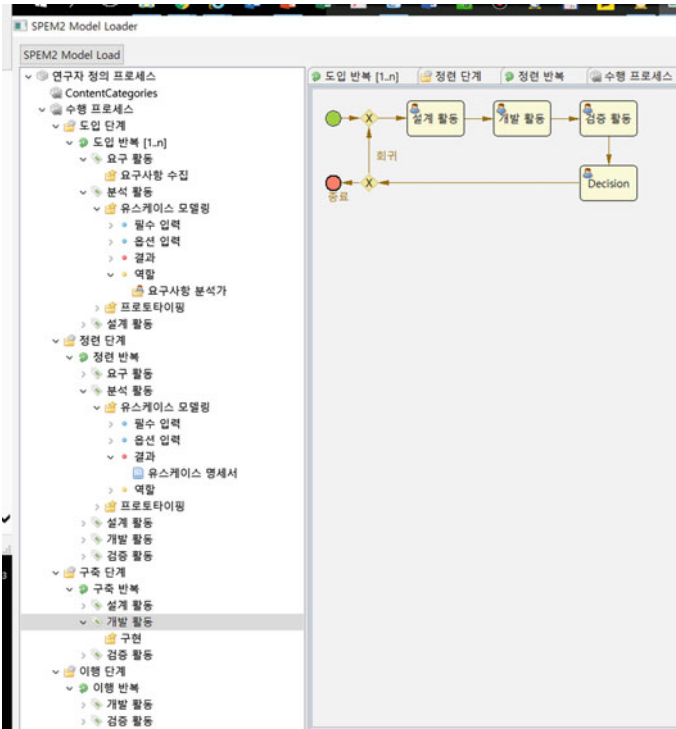 SPEM2 Model Loader
SPEM2 Model Load
연구자 정의 프로세스
ContentCategories
수행 프로세스
도입 단계
도입 반복 [1..n]
요구 활동
요구사항 수집
분석 활동
유스케이스 모델링
필수 입력
옵션 입력
결과
역할
요구사항 분석가
프로토타이핑
설계 활동
정련 단계
정련 반복
요구 활동
분석 활동
유스케이스 모델링
필수 입력
옵션 입력
결과
유스케이스 명세서
역할
프로토타이핑
설계 활동
개발 활동
검증 활동
구축 단계
구축 반복
설계 활동
개발 활동
구현
검증 활동
이행 단계
이행 반복
개발 활동
검증 활동
도입 반복 [1..n] 정련 단계 정련 반복 수행 프로세스
설계 활동 개발 활동 검증 활동
회귀
Decision
종료
3